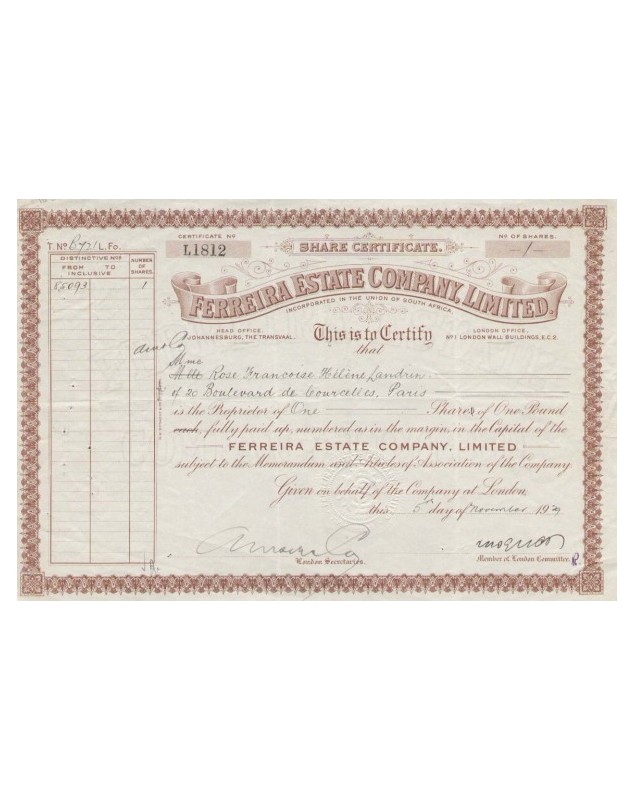 CERTIFICATE Nº
L1812
SHARE CERTIFICATE.
Nº OF SHARES.
1
T. Nº L. Fo.
DISTINCTIVE Nºs
FROM TO
INCLUSIVE
NUMBER
OF
SHARES.
1
FERREIRA ESTATE COMPANY, LIMITED.
INCORPORATED IN THE UNION OF SOUTH AFRICA
HEAD OFFICE,
JOHANNESBURG, THE TRANSVAAL.
This is to Certify
LONDON OFFICE,
Nº 1 LONDON WALL BUILDINGS, E.C.2.
that
Mme
Rose Francoise Hélène Landrin
of 20 Boulevard de Courcelles, Paris
is the Proprietor of One Share of One Pound
each, fully paid up, numbered as in the margin, in the Capital of the
FERREIRA ESTATE COMPANY, LIMITED
subject to the Memorandum and Articles of Association of the Company.
Given on behalf of the Company at London,
this 5th day of November 192
London Secretaries.
Member of London Committee.